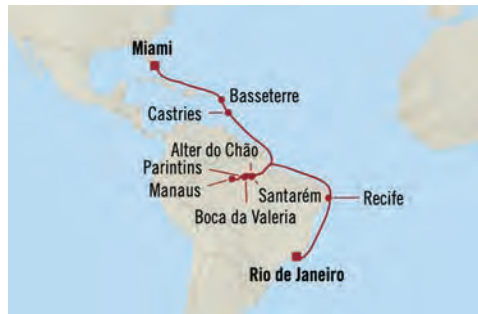 Miami
Basseterre
Castries
Alter do Chão
Parintins
Manaus
Santarém
Recife
Boca da Valeria
Rio de Janeiro